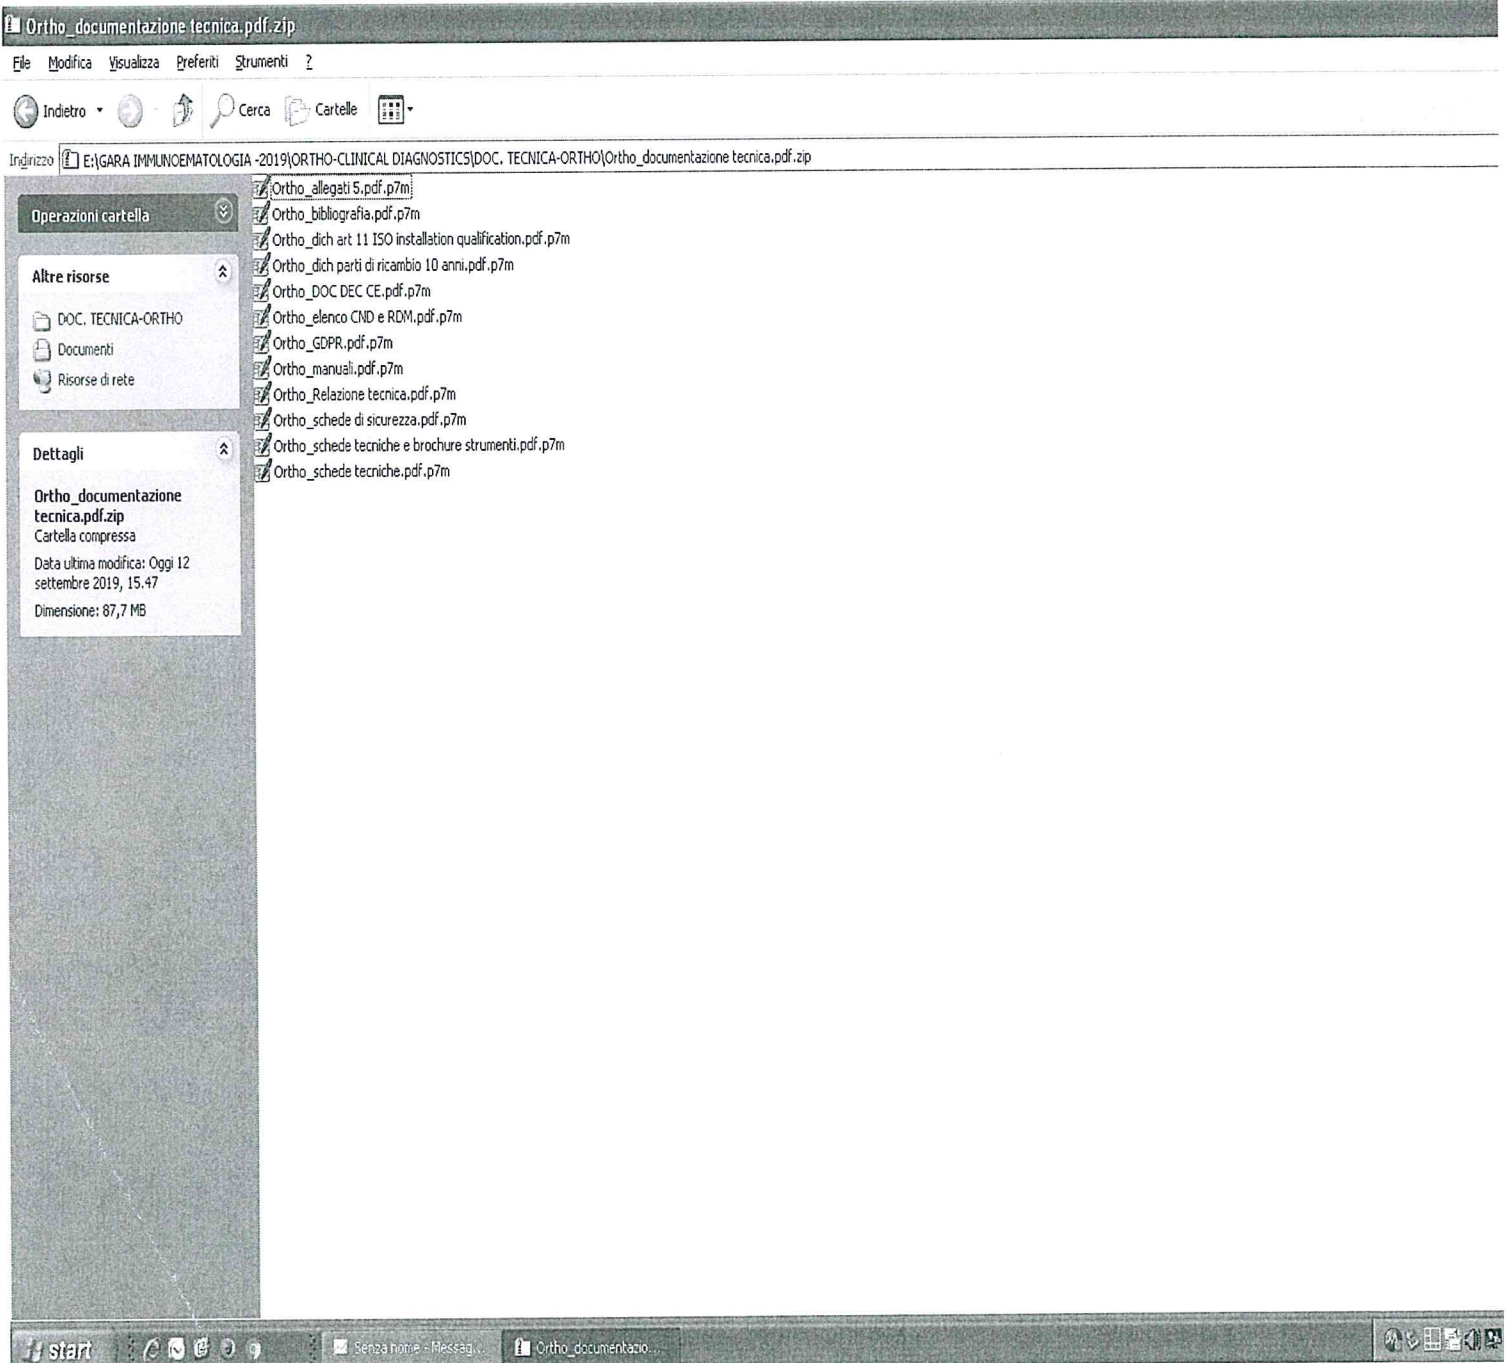 Ortho_documentazione tecnica.pdf.zip
File Modifica Visualizza Preferiti Strumenti ?
Indietro Cerca Cartelle
Indirizzo E:\GARA IMMUNOEMATOLOGIA -2019\ORTHO-CLINICAL DIAGNOSTICS\DOC. TECNICA-ORTHO\Ortho_documentazione tecnica.pdf.zip
Operazioni cartella
Altre risorse
DOC. TECNICA-ORTHO
Documenti
Risorse di rete
Dettagli
Ortho_documentazione
tecnica.pdf.zip
Cartella compressa
Data ultima modifica: Oggi 12
settembre 2019, 15.47
Dimensione: 87,7 MB
Ortho_allegati 5.pdf.p7m
Ortho_bibliografia.pdf.p7m
Ortho_dich art 11 ISO installation qualification.pdf.p7m
Ortho_dich parti di ricambio 10 anni.pdf.p7m
Ortho_DOC DEC CE.pdf.p7m
Ortho_elenco CND e RDM.pdf.p7m
Ortho_GDPR.pdf.p7m
Ortho_manuali.pdf.p7m
Ortho_Relazione tecnica.pdf.p7m
Ortho_schede di sicurezza.pdf.p7m
Ortho_schede tecniche e brochure strumenti.pdf.p7m
Ortho_schede tecniche.pdf.p7m
start Senza nome - Messag... Ortho_documentazio...